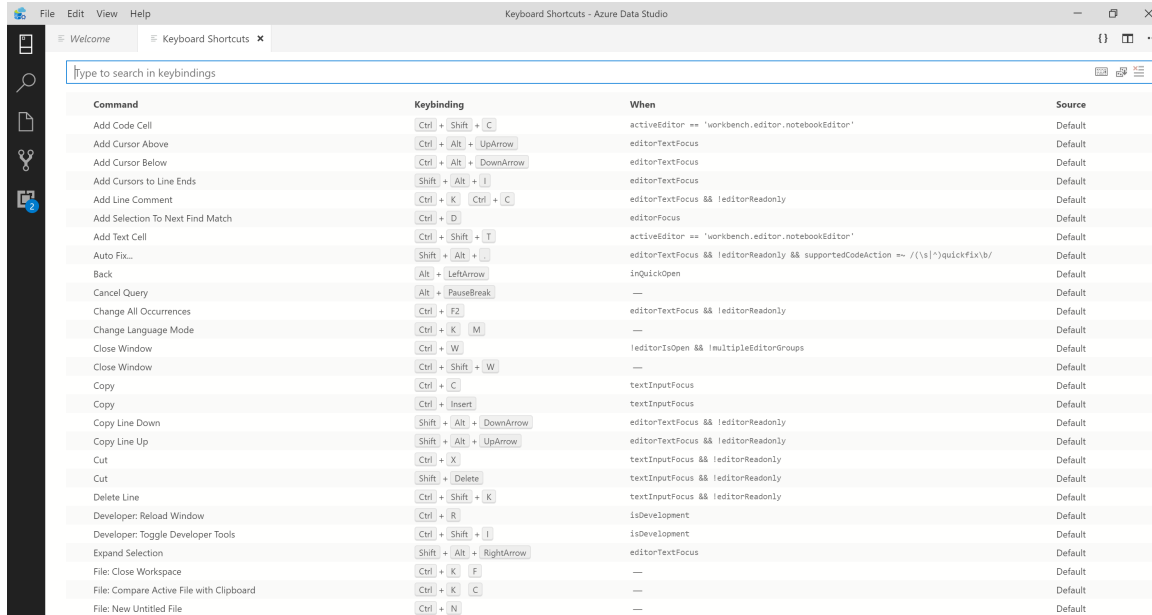 File Edit View Help Keyboard Shortcuts - Azure Data Studio
Welcome Keyboard Shortcuts
Type to search in keybindings
Command Keybinding When Source
Add Code Cell Ctrl + Shift + C activeEditor == 'workbench.editor.notebookEditor' Default
Add Cursor Above Ctrl + Alt + UpArrow editorTextFocus Default
Add Cursor Below Ctrl + Alt + DownArrow editorTextFocus Default
Add Cursors to Line Ends Shift + Alt + I editorTextFocus Default
Add Line Comment Ctrl + K Ctrl + C editorTextFocus && !editorReadonly Default
2
Add Selection To Next Find Match Ctrl + D editorFocus Default
Add Text Cell Ctrl + Shift + T activeEditor == 'workbench.editor.notebookEditor' Default
Auto Fix... Shift + Alt + . editorTextFocus && !editorReadonly && supportedCodeAction =~ /(\s|^)quickfix\b/ Default
Back Alt + LeftArrow inQuickOpen Default
Cancel Query Alt + PauseBreak — Default
Change All Occurrences Ctrl + F2 editorTextFocus && !editorReadonly Default
Change Language Mode Ctrl + K M — Default
Close Window Ctrl + W !editorIsOpen && !multipleEditorGroups Default
Close Window Ctrl + Shift + W — Default
Copy Ctrl + C textInputFocus Default
Copy Ctrl + Insert textInputFocus Default
Copy Line Down Shift + Alt + DownArrow editorTextFocus && !editorReadonly Default
Copy Line Up Shift + Alt + UpArrow editorTextFocus && !editorReadonly Default
Cut Ctrl + X textInputFocus && !editorReadonly Default
Cut Shift + Delete textInputFocus && !editorReadonly Default
Delete Line Ctrl + Shift + K textInputFocus && !editorReadonly Default
Developer: Reload Window Ctrl + R isDevelopment Default
Developer: Toggle Developer Tools Ctrl + Shift + I isDevelopment Default
Expand Selection Shift + Alt + RightArrow editorTextFocus Default
File: Close Workspace Ctrl + K F — Default
File: Compare Active File with Clipboard Ctrl + K C — Default
File: New Untitled File Ctrl + N — Default